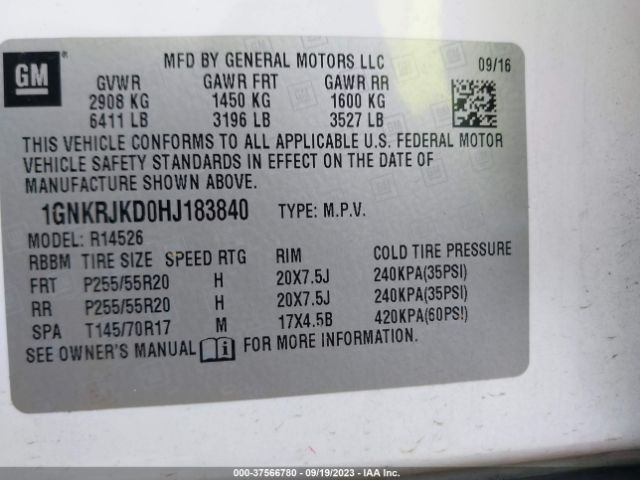 GM
MFD BY GENERAL MOTORS LLC 09/16
GVWR GAWR FRT GAWR RR
2908 KG 1450 KG 1600 KG
6411 LB 3196 LB 3527 LB
THIS VEHICLE CONFORMS TO ALL APPLICABLE U.S. FEDERAL MOTOR
VEHICLE SAFETY STANDARDS IN EFFECT ON THE DATE OF
MANUFACTURE SHOWN ABOVE.
1GNKRJKD0HJ183840 TYPE: M.P.V.
MODEL: R14526
RBBM TIRE SIZE SPEED RTG RIM COLD TIRE PRESSURE
FRT P255/55R20 H 20X7.5J 240KPA(35PSI)
RR P255/55R20 H 20X7.5J 240KPA(35PSI)
SPA T145/70R17 M 17X4.5B 420KPA(60PSI)
SEE OWNER'S MANUAL FOR MORE INFORMATION.
000-37566780 - 09/19/2023 - IAA Inc.